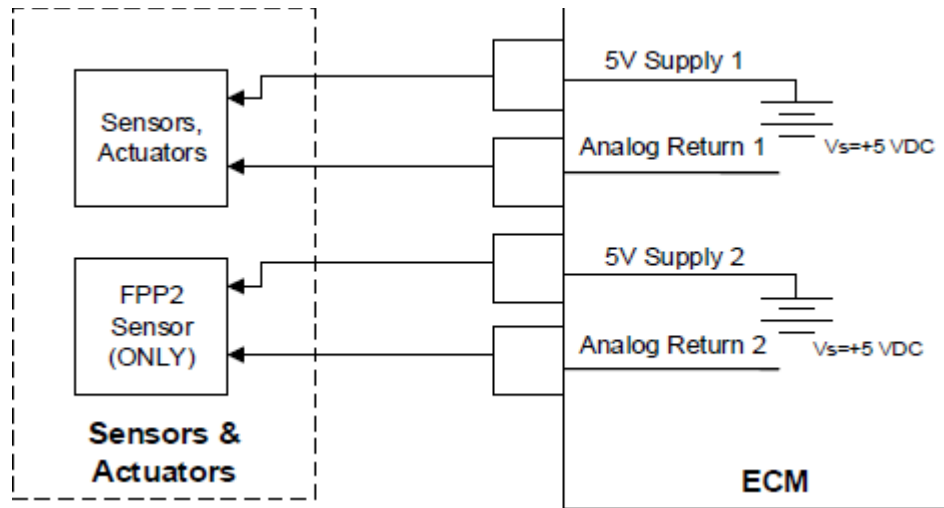 5V Supply 1
Sensors,
Actuators
Analog Return 1
Vs=+5 VDC
5V Supply 2
FPP2
Sensor
(ONLY)
Analog Return 2
Vs=+5 VDC
Sensors &
Actuators
ECM